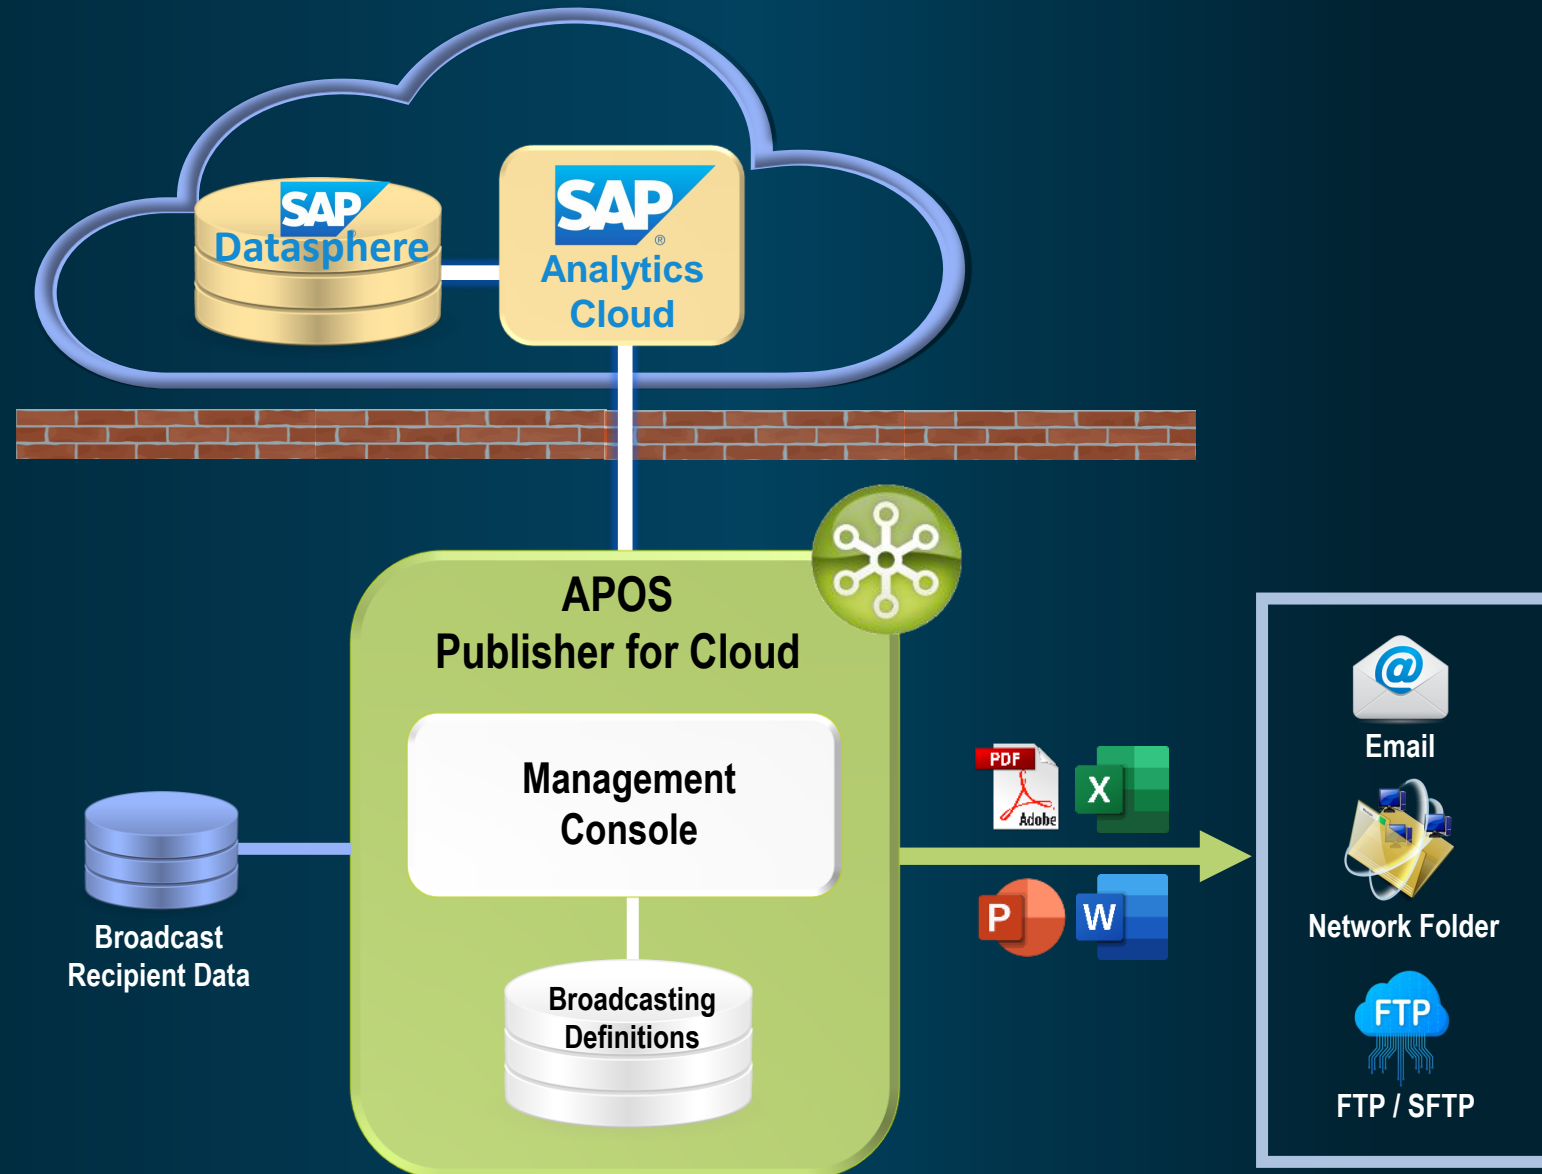 SAP
Datasphere
SAP
®
Analytics
Cloud
APOS
Publisher for Cloud
Management
Console
Broadcasting
Definitions
Broadcast
Recipient Data
PDF
Adobe
X
P
W
@
Email
Network Folder
FTP
FTP / SFTP